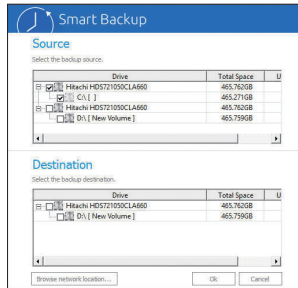 Smart Backup
Source
Select the backup source.
Drive Total Space U
Hitachi HDS721050CLA660 465.762GB
C:\ [ ] 465.271GB
Hitachi HDS721050CLA660 465.762GB
D:\ [ New Volume ] 465.759GB
Destination
Select the backup destination.
Drive Total Space U
Hitachi HDS721050CLA660 465.762GB
D:\ [ New Volume ] 465.759GB
Browse network location... Ok Cancel